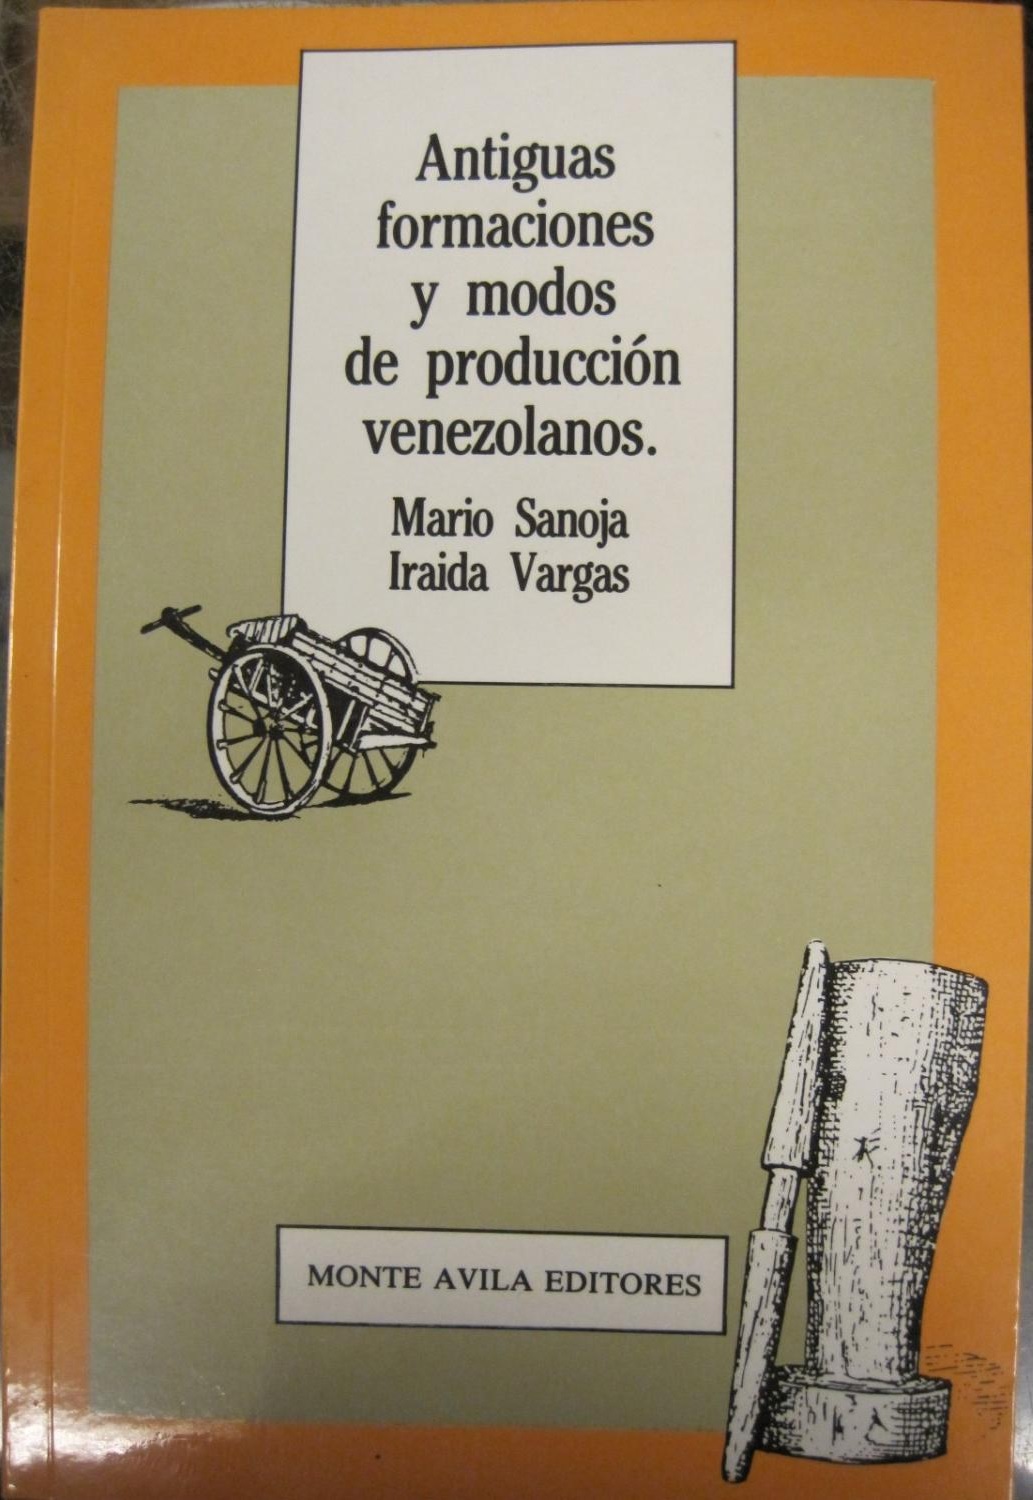 Antiguas
formaciones
y modos
de producción
venezolanos.
Mario Sanoja
Iraida Vargas
MONTE AVILA EDITORES